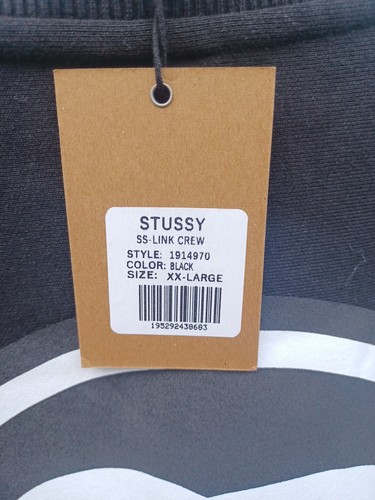 STUSSY
SS-LINK CREW
STYLE: 1914970
COLOR: BLACK
SIZE: XX-LARGE
195292438683